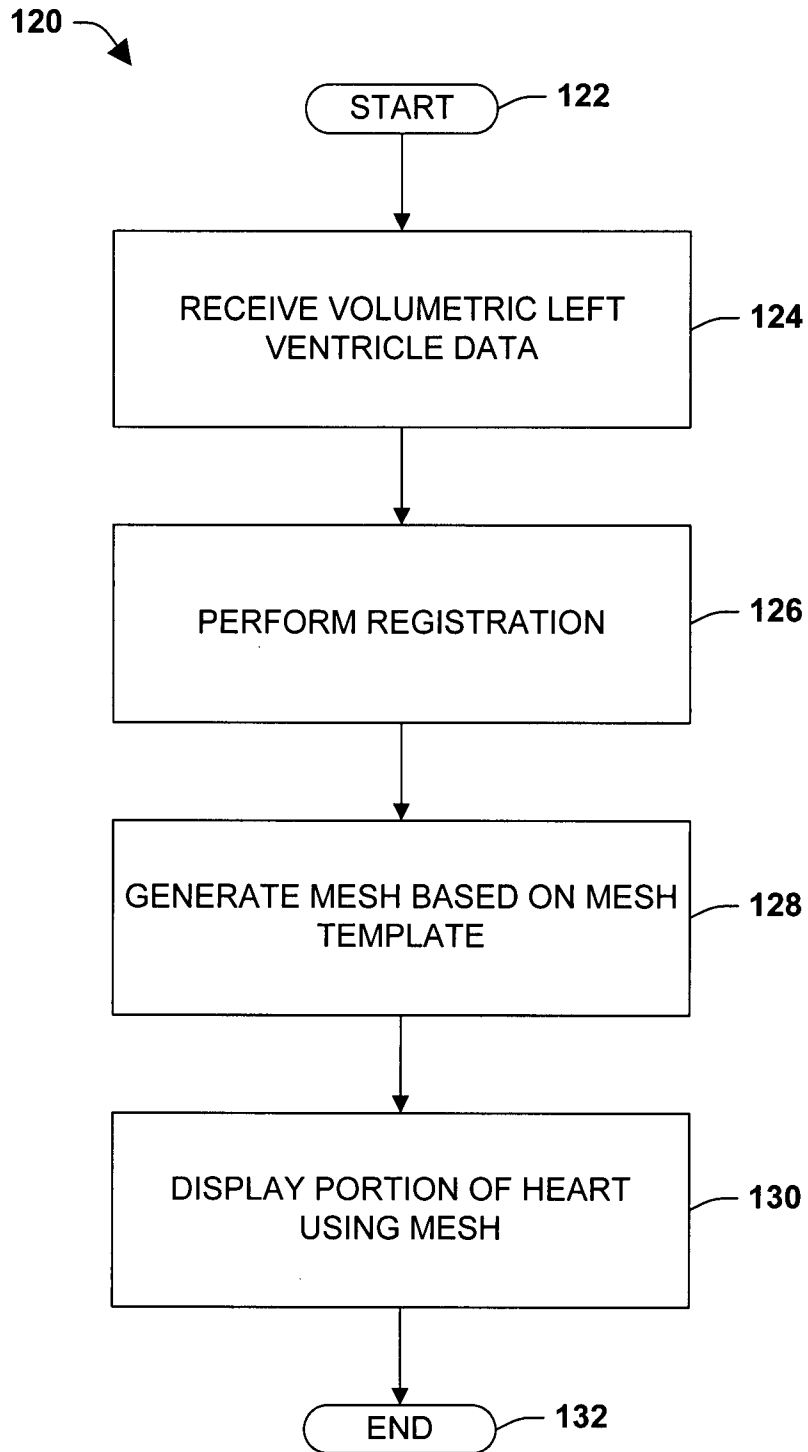 120
START
122
RECEIVE VOLUMETRIC LEFT
VENTRICLE DATA
124
PERFORM REGISTRATION
126
GENERATE MESH BASED ON MESH
TEMPLATE
128
DISPLAY PORTION OF HEART
USING MESH
130
END
132